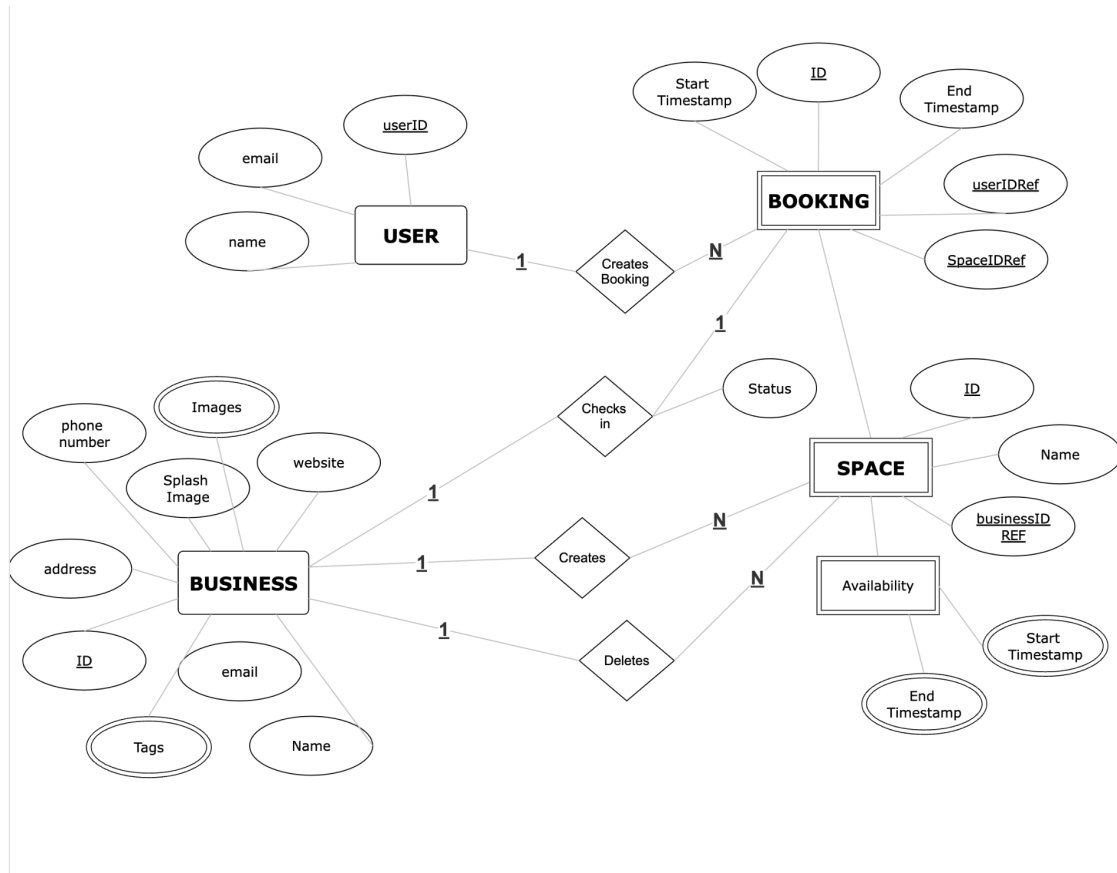 Start
Timestamp
ID
End
Timestamp
userID
email
userIDRef
BOOKING
name
USER
SpaceIDRef
1
N
Creates
Booking
1
Status
ID
Images
Checks
in
phone
number
Name
website
SPACE
Splash
Image
1
N
businessID
REF
address
BUSINESS
1
Creates
N
Availability
1
Start
Timestamp
ID
email
Deletes
End
Timestamp
Tags
Name